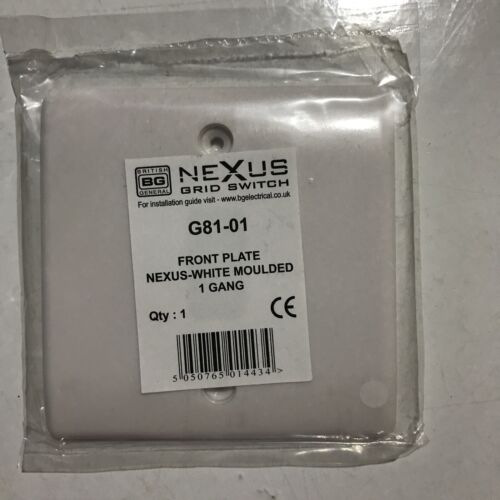 BRITISH
BG
GENERAL
NEXUS
GRID SWITCH
For installation guide visit - www.bgelectrical.co.uk
G81-01
FRONT PLATE
NEXUS-WHITE MOULDED
1 GANG
Qty : 1
CE
5 050765 014434 >